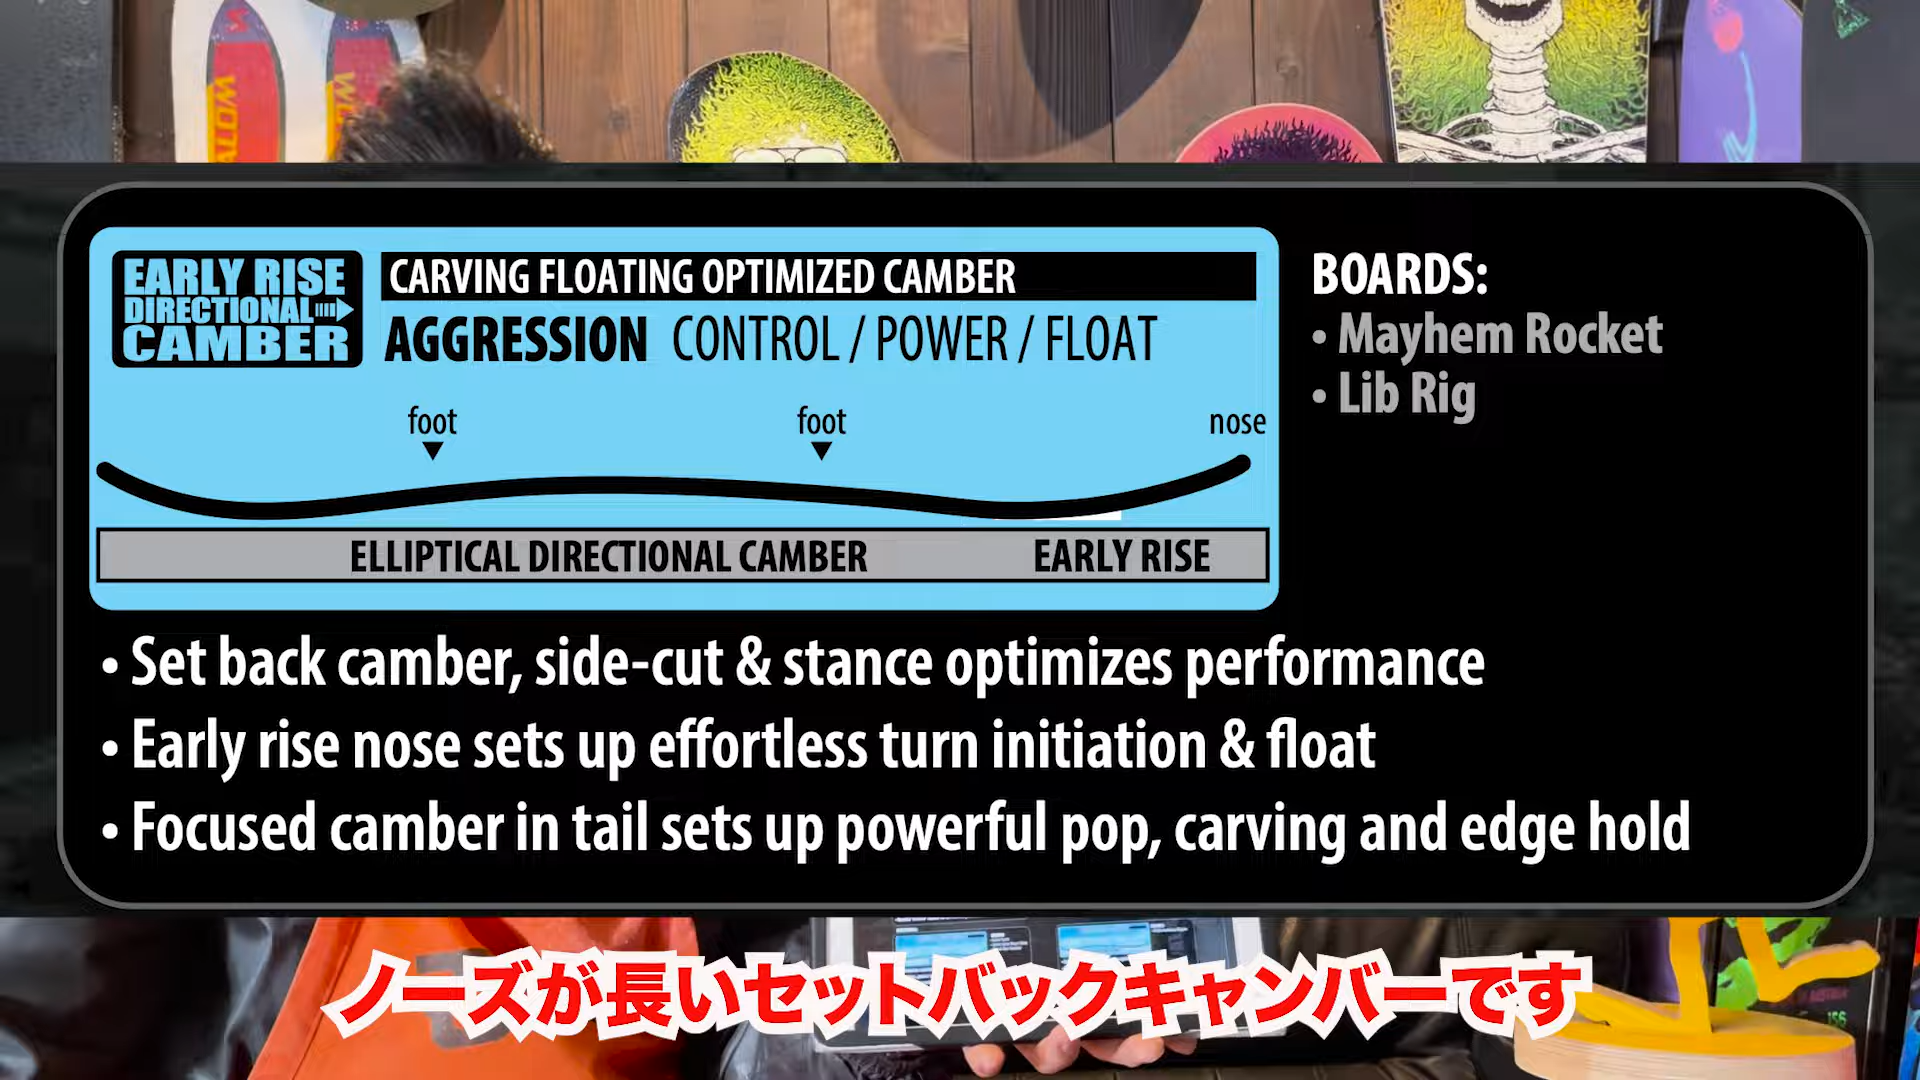 EARLY RISE
DIRECTIONAL
CAMBER
CARVING FLOATING OPTIMIZED CAMBER
AGGRESSION CONTROL / POWER / FLOAT
foot foot nose
ELLIPTICAL DIRECTIONAL CAMBER EARLY RISE
BOARDS:
• Mayhem Rocket
• Lib Rig
• Set back camber, side-cut & stance optimizes performance
• Early rise nose sets up effortless turn initiation & float
• Focused camber in tail sets up powerful pop, carving and edge hold
ノーズが長いセットバックキャンバーです